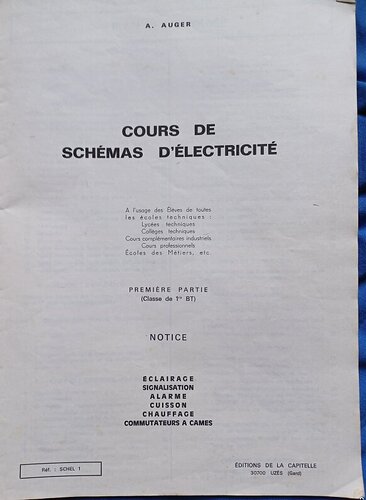 A. AUGER
COURS DE
SCHÉMAS D'ÉLECTRICITÉ
A l'usage des Élèves de toutes
les écoles techniques :
Lycées techniques
Collèges techniques
Cours complémentaires industriels
Cours professionnels
Écoles des Métiers, etc.
PREMIÈRE PARTIE
(Classe de 1re BT)
NOTICE
ÉCLAIRAGE
SIGNALISATION
ALARME
CUISSON
CHAUFFAGE
COMMUTATEURS A CAMES
Réf. : SCHEL 1
ÉDITIONS DE LA CAPITELLE
30700 UZÈS (Gard)